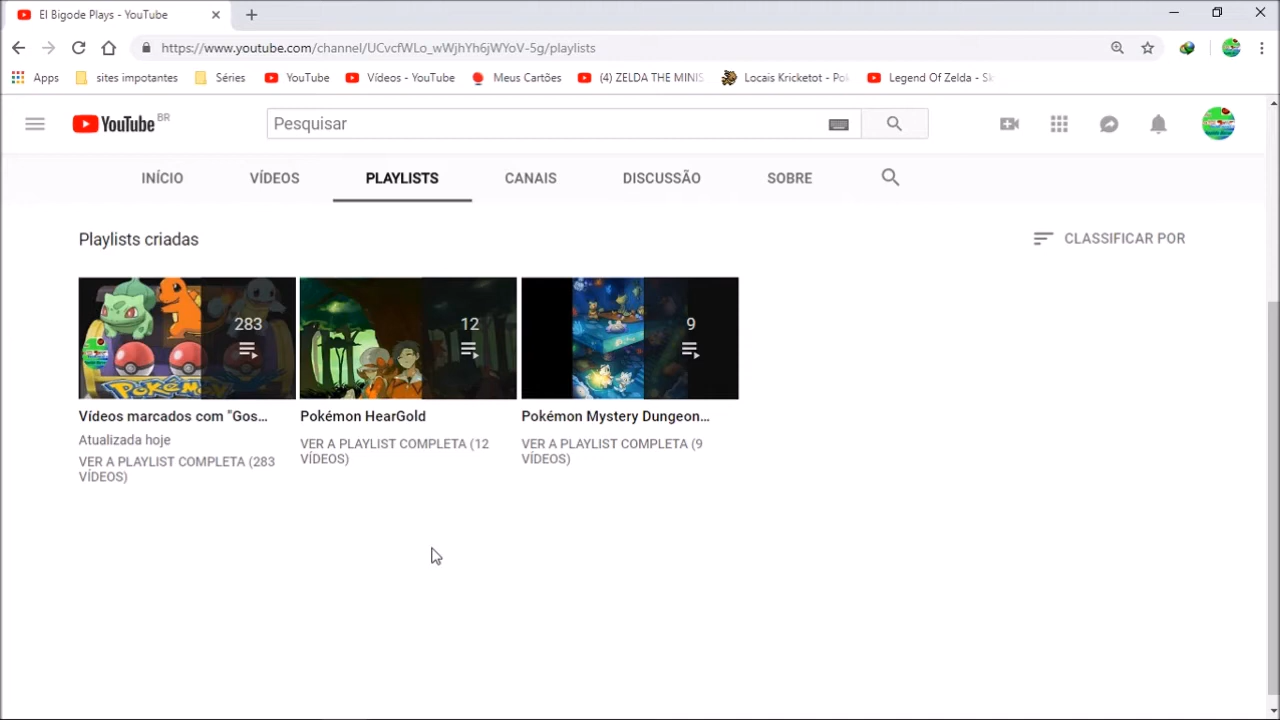 El Bigode Plays - YouTube
https://www.youtube.com/channel/UCvcfWLo_wWjhYh6jWYoV-5g/playlists
Apps sites impotantes Séries YouTube Vídeos - YouTube Meus Cartões (4) ZELDA THE MINIS Locais Kricketot - Pok Legend Of Zelda - Sk
YouTube BR
Pesquisar
INÍCIO VÍDEOS PLAYLISTS CANAIS DISCUSSÃO SOBRE
Playlists criadas
CLASSIFICAR POR
283
POKÉMON
Vídeos marcados com "Gos...
Atualizada hoje
VER A PLAYLIST COMPLETA (283
VÍDEOS)
12
Pokémon HearGold
VER A PLAYLIST COMPLETA (12
VÍDEOS)
9
Pokémon Mystery Dungeon...
VER A PLAYLIST COMPLETA (9
VÍDEOS)